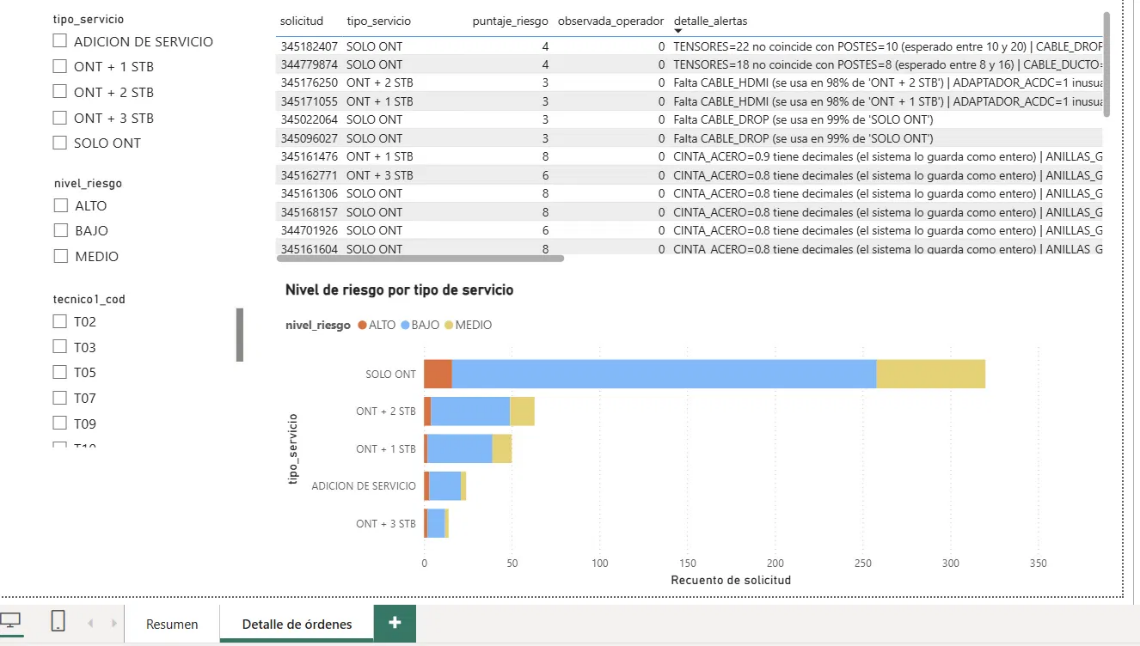 tipo_servicio
ADICION DE SERVICIO
ONT + 1 STB
ONT + 2 STB
ONT + 3 STB
SOLO ONT
nivel_riesgo
ALTO
BAJO
MEDIO
tecnico1_cod
T02
T03
T05
T07
T09
T10
solicitud tipo_servicio puntaje_riesgo observada_operador detalle_alertas
345182407 SOLO ONT 4 0 TENSORES=22 no coincide con POSTES=10 (esperado entre 10 y 20) | CABLE_DROP
344779874 SOLO ONT 4 0 TENSORES=18 no coincide con POSTES=8 (esperado entre 8 y 16) | CABLE_DUCTO=
345176250 ONT + 2 STB 3 0 Falta CABLE_HDMI (se usa en 98% de 'ONT + 2 STB') | ADAPTADOR_ACDC=1 inusua
345171055 ONT + 1 STB 3 0 Falta CABLE_HDMI (se usa en 98% de 'ONT + 1 STB') | ADAPTADOR_ACDC=1 inusua
345022064 SOLO ONT 3 0 Falta CABLE_DROP (se usa en 99% de 'SOLO ONT')
345096027 SOLO ONT 3 0 Falta CABLE_DROP (se usa en 99% de 'SOLO ONT')
345161476 ONT + 1 STB 8 0 CINTA_ACERO=0.9 tiene decimales (el sistema lo guarda como entero) | ANILLAS_G
345162771 ONT + 3 STB 6 0 CINTA_ACERO=0.8 tiene decimales (el sistema lo guarda como entero) | ANILLAS_G
345161306 SOLO ONT 8 0 CINTA_ACERO=0.8 tiene decimales (el sistema lo guarda como entero) | ANILLAS_G
345168157 SOLO ONT 8 0 CINTA_ACERO=0.8 tiene decimales (el sistema lo guarda como entero) | ANILLAS_G
344701926 SOLO ONT 6 0 CINTA_ACERO=0.8 tiene decimales (el sistema lo guarda como entero) | ANILLAS_G
345161604 SOLO ONT 8 0 CINTA_ACERO=0.8 tiene decimales (el sistema lo guarda como entero) | ANILLAS_G
Nivel de riesgo por tipo de servicio
nivel_riesgo ALTO BAJO MEDIO
tipo_servicio
SOLO ONT
ONT + 2 STB
ONT + 1 STB
ADICION DE SERVICIO
ONT + 3 STB
0 50 100 150 200 250 300 350
Recuento de solicitud
Resumen Detalle de órdenes +